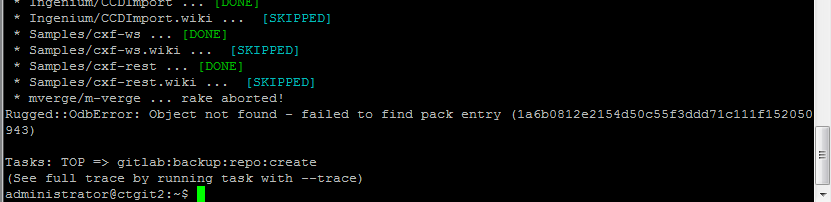 * Ingenium/CCDImport ... [DONE]
* Ingenium/CCDImport.wiki ...  [SKIPPED]
* Samples/cxf-ws ... [DONE]
* Samples/cxf-ws.wiki ...  [SKIPPED]
* Samples/cxf-rest ... [DONE]
* Samples/cxf-rest.wiki ...  [SKIPPED]
* mverge/m-verge ... rake aborted!
Rugged::OdbError: Object not found - failed to find pack entry (1a6b0812e2154d50c55f3ddd71c111f152050
943)
Tasks: TOP => gitlab:backup:repo:create
(See full trace by running task with --trace)
administrator@ctgit2:~$